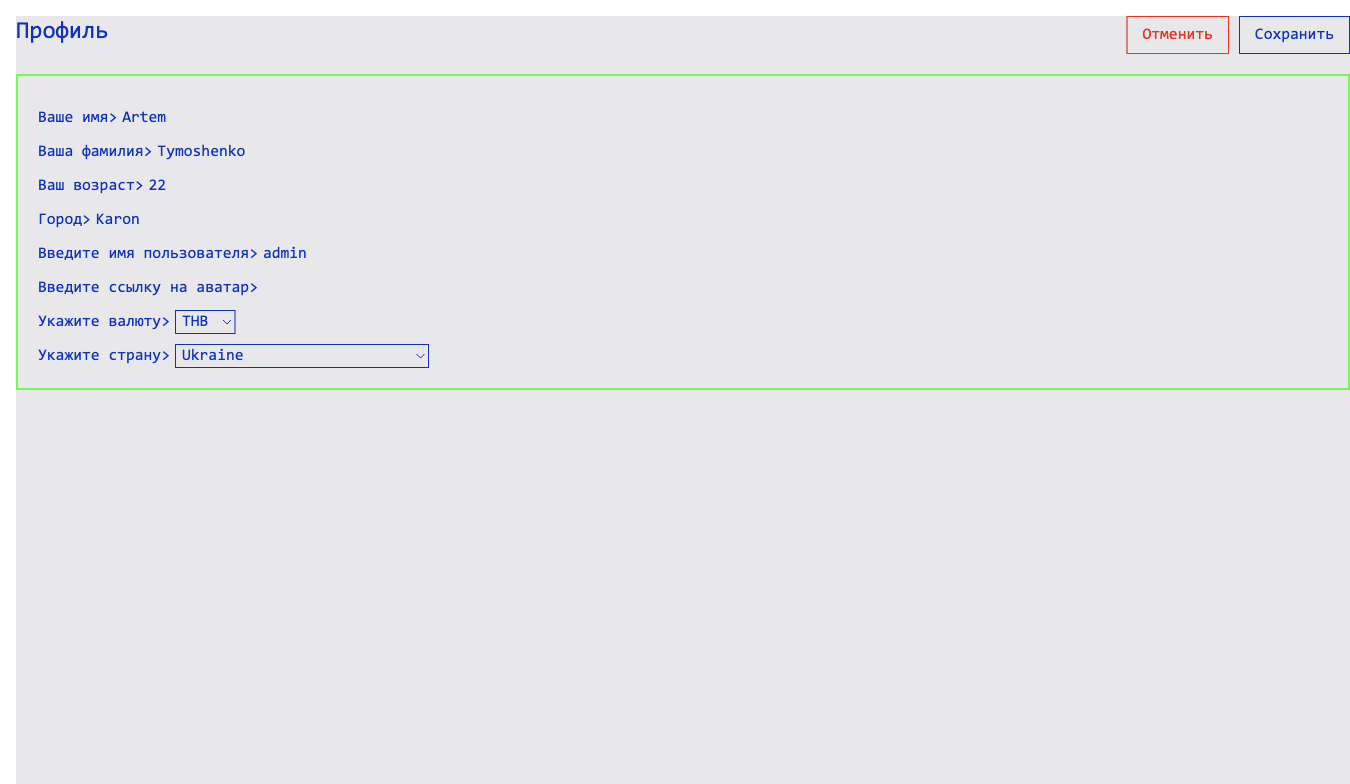 Профиль
Отменить Сохранить
Ваше имя> Artem
Ваша фамилия> Tymoshenko
Ваш возраст> 22
Город> Karon
Введите имя пользователя> admin
Введите ссылку на аватар>
Укажите валюту> THB
Укажите страну> Ukraine